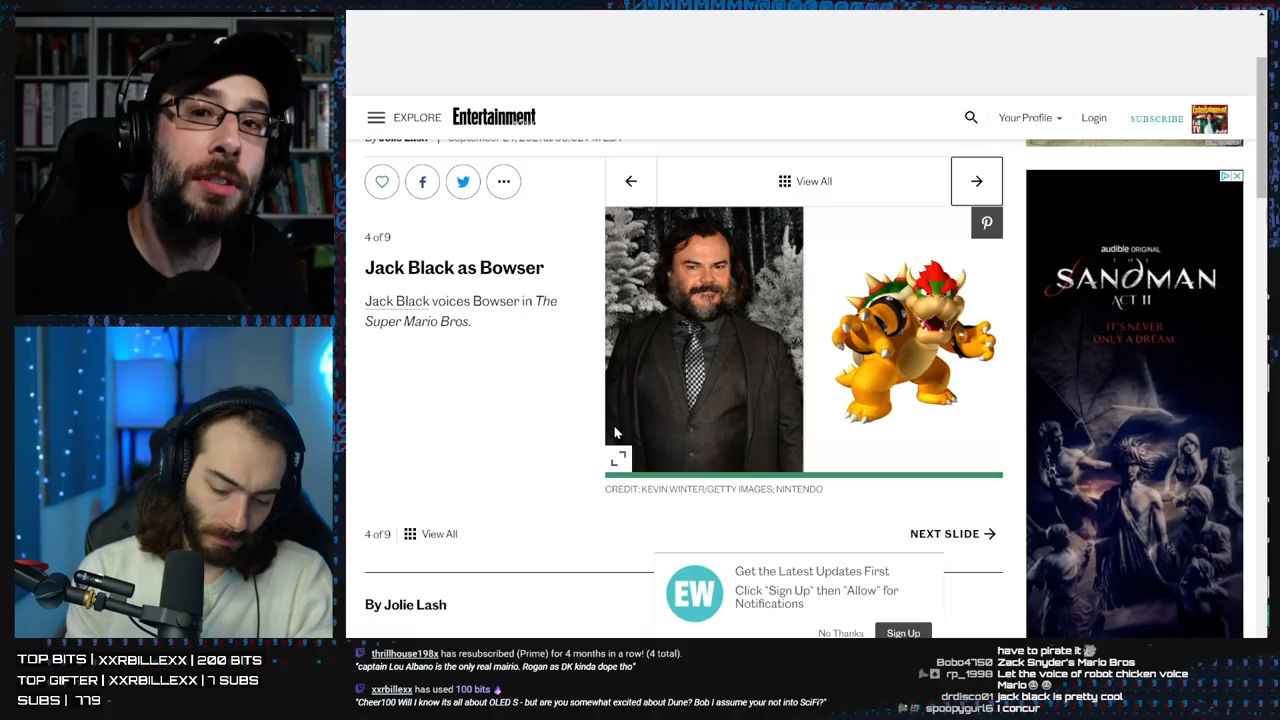 EXPLORE
Entertainment
Your Profile
Login
SUBSCRIBE
View All
4 of 9
Jack Black as Bowser
Jack Black voices Bowser in The
Super Mario Bros.
CREDIT: KEVIN WINTER/GETTY IMAGES; NINTENDO
4 of 9
View All
NEXT SLIDE
By Jolie Lash
EW
Get the Latest Updates First
Click "Sign Up" then "Allow" for
Notifications
No Thanks
Sign Up
audible ORIGINAL
THE
SANDMAN
ACT II
IT'S NEVER
ONLY A DREAM.
TOP BITS | XXRBILLEXX | 200 BITS
TOP GIFTER | XXRBILLEXX | 7 SUBS
SUBS | 779
thrillhouse198x has resubscribed (Prime) for 4 months in a row! (4 total).
"captain Lou Albano is the only real mairo. Rogan as DK kinda dope tho"
xxrbillexx has used 100 bits
"Cheer100 Will I know its all about OLED S - but are you somewhat excited about Dune? Bob I assume your not into SciFi?"
have to pirate it
Bobo4750 Zack Snyder's Mario Bros
rp_1998 Let the voice of robot chicken voice
Mario
drdisco01 jack black is pretty cool
spoopygurl6 I concur